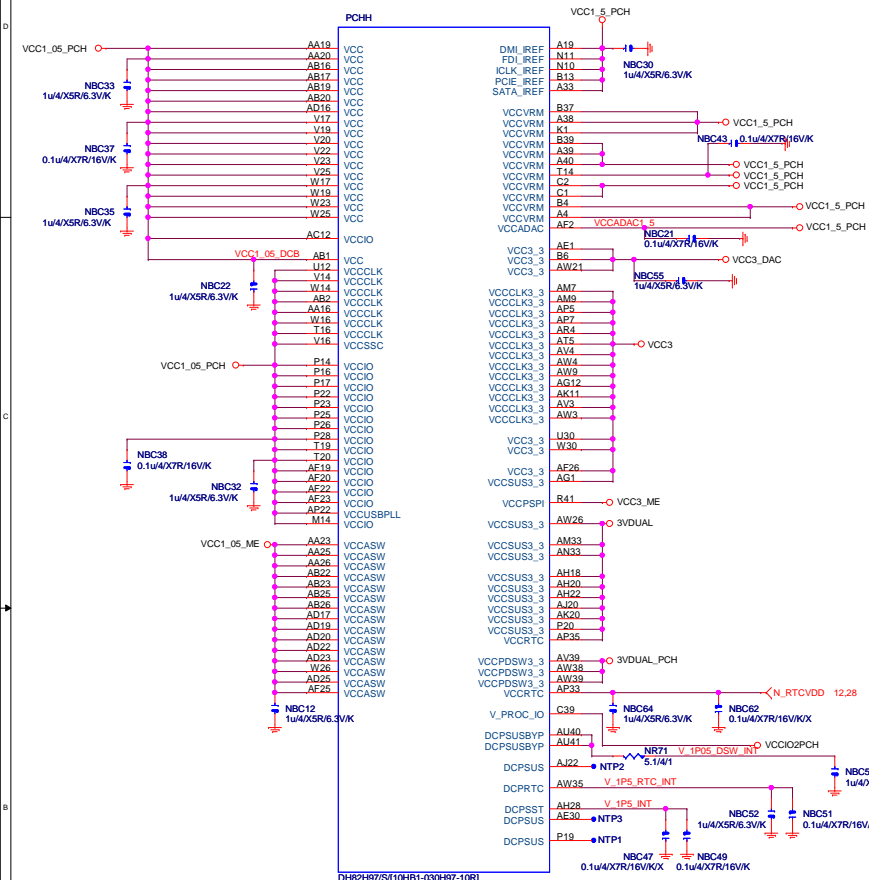 D
C
B
PCHH
VCC1_05_PCH
NBC33
1u/4/X5R/6.3V/K
NBC37
0.1u/4/X7R/16V/K
NBC35
1u/4/X5R/6.3V/K
VCC1_05_DCB
NBC22
1u/4/X5R/6.3V/K
VCC1_05_PCH
NBC38
0.1u/4/X7R/16V/K
NBC32
1u/4/X5R/6.3V/K
VCC1_05_ME
NBC12
1u/4/X5R/6.3V/K
AA19 VCC
AA20 VCC
AB16 VCC
AB17 VCC
AB19 VCC
AB20 VCC
AD16 VCC
V17 VCC
V19 VCC
V20 VCC
V22 VCC
V23 VCC
V25 VCC
W17 VCC
W19 VCC
W23 VCC
W25 VCC
AC12 VCCIO
AB1 VCC
U12 VCCCLK
V14 VCCCLK
W14 VCCCLK
AB2 VCCCLK
AA16 VCCCLK
W16 VCCCLK
T16 VCCCLK
V16 VCCSSC
P14 VCCIO
P16 VCCIO
P17 VCCIO
P22 VCCIO
P23 VCCIO
P25 VCCIO
P26 VCCIO
P28 VCCIO
T19 VCCIO
T20 VCCIO
AF19 VCCIO
AF20 VCCIO
AF22 VCCIO
AF23 VCCIO
AP22 VCCUSBPLL
M14 VCCIO
AA23 VCCASW
AA25 VCCASW
AA26 VCCASW
AB22 VCCASW
AB23 VCCASW
AB25 VCCASW
AB26 VCCASW
AD17 VCCASW
AD19 VCCASW
AD20 VCCASW
AD22 VCCASW
AD23 VCCASW
W26 VCCASW
AD25 VCCASW
AF25 VCCASW
VCC1_5_PCH
DMI_IREF A19
FDI_IREF N11
ICLK_IREF N10
PCIE_IREF B13
SATA_IREF A33
NBC30
1u/4/X5R/6.3V/K
VCCVRM B37
VCCVRM A38
VCC1_5_PCH
VCCVRM K1
VCCVRM B39
NBC43 0.1u/4/X7R/16V/K
VCCVRM A39
VCCVRM A40
VCC1_5_PCH
VCCVRM T14
VCC1_5_PCH
VCCVRM C2
VCC1_5_PCH
VCCVRM C1
VCCVRM B4
VCC1_5_PCH
VCCVRM A4
VCCADAC AF2
VCCADAC1_5
VCC1_5_PCH
NBC21
0.1u/4/X7R/16V/K
VCC3_3 AE1
VCC3_3 B6
VCC3_DAC
VCC3_3 AW21
NBC55
1u/4/X5R/6.3V/K
VCCCLK3_3 AM7
VCCCLK3_3 AM9
VCCCLK3_3 AP5
VCCCLK3_3 AP7
VCCCLK3_3 AR4
VCCCLK3_3 AT5
VCC3
VCCCLK3_3 AV4
VCCCLK3_3 AW4
VCCCLK3_3 AW9
VCCCLK3_3 AG12
VCCCLK3_3 AK11
VCCCLK3_3 AV3
VCCCLK3_3 AW3
VCC3_3 U30
VCC3_3 W30
VCC3_3 AF26
VCCSUS3_3 AG1
VCCPSPI R41
VCC3_ME
VCCSUS3_3 AW26
3VDUAL
VCCSUS3_3 AM33
VCCSUS3_3 AN33
VCCSUS3_3 AH18
VCCSUS3_3 AH20
VCCSUS3_3 AH22
VCCSUS3_3 AJ20
VCCSUS3_3 AK20
VCCSUS3_3 P20
VCCRTC AP35
VCCPDSW3_3 AV39
3VDUAL_PCH
VCCPDSW3_3 AW38
VCCPDSW3_3 AW39
VCCRTC AP33
N_RTCVDD 12,28
NBC64
1u/4/X5R/6.3V/K
NBC62
0.1u/4/X7R/16V/K/X
V_PROC_IO C39
VCCIO2PCH
DCPSUSBYP AU40
DCPSUSBYP AU41
NR71
5.1/4/1
V_1P05_DSW_INT
DCPSUS AJ22
NTP2
DCPRTC AW35
V_1P5_RTC_INT
NBC52
1u/4/X5R/6.3V/K
NBC51
0.1u/4/X7R/16V/
DCPSST AH28
V_1P5_INT
DCPSUS AE30
NTP3
DCPSUS P19
NTP1
NBC47
0.1u/4/X7R/16V/K/X
NBC49
0.1u/4/X7R/16V/K
DH82H97/S/[10HB1-030H97-10R]